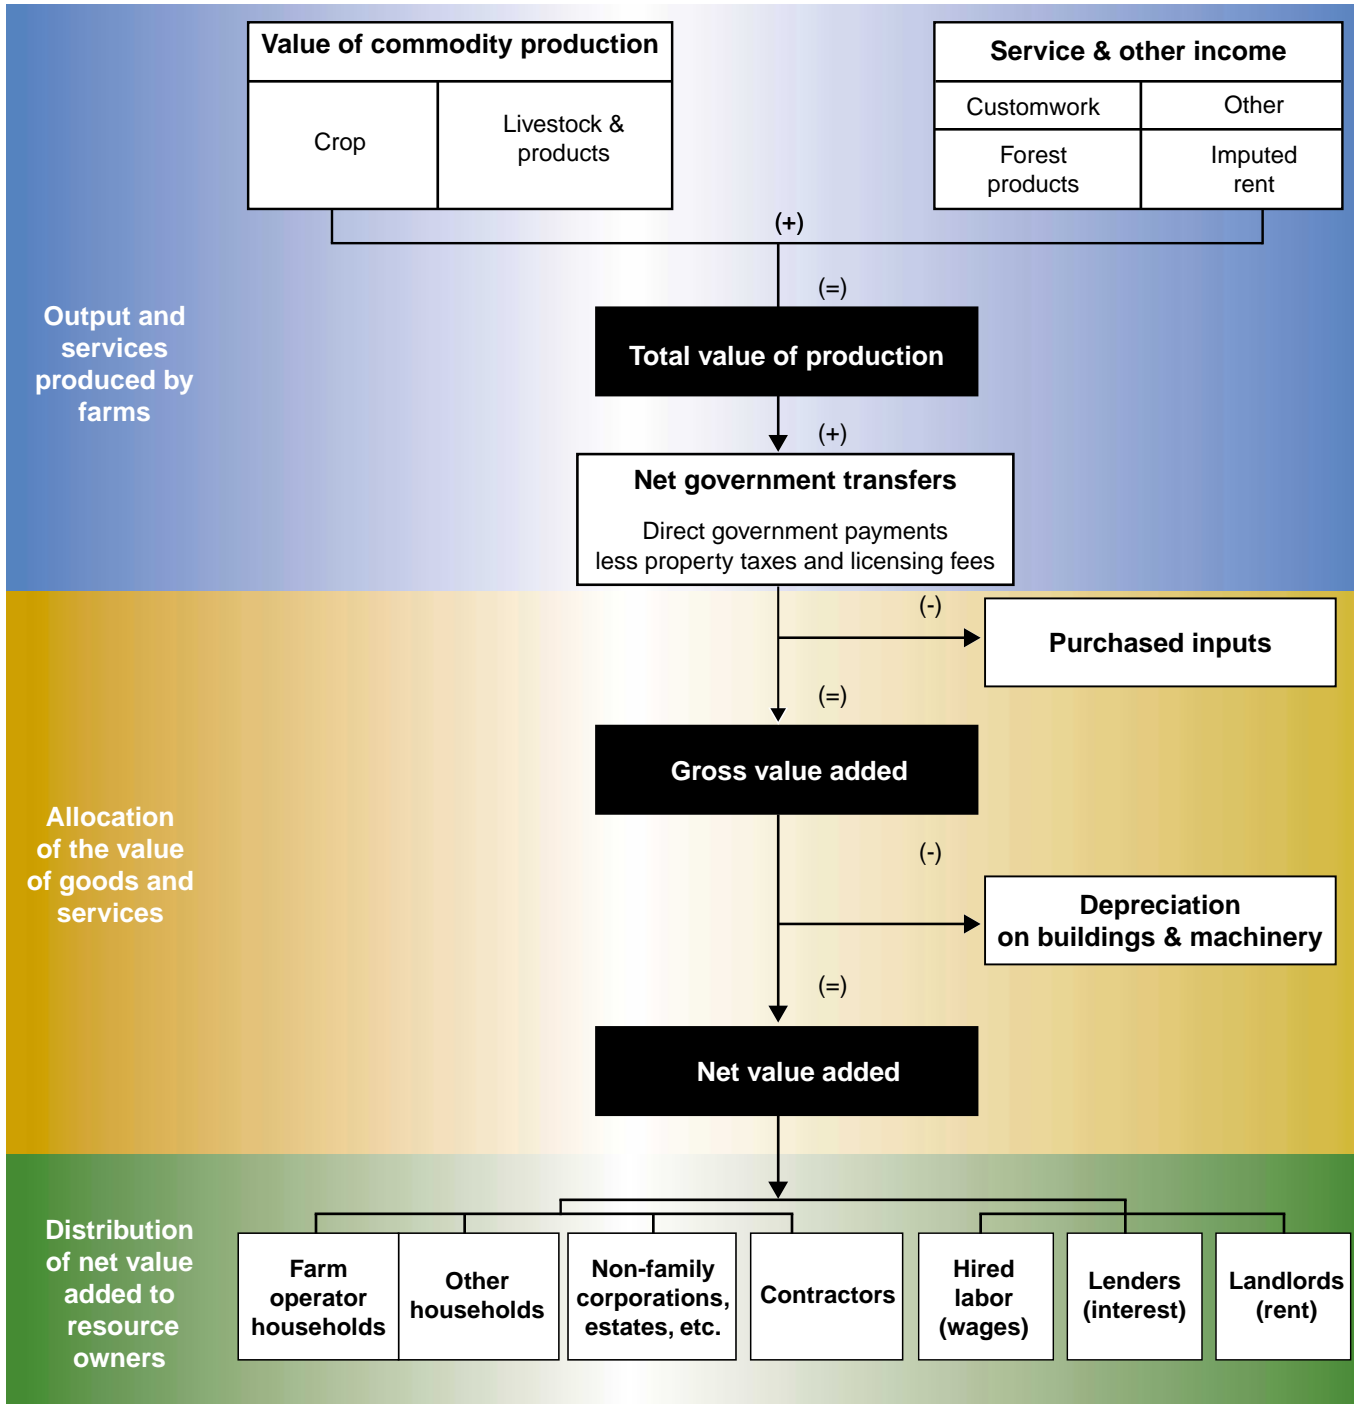 Value of commodity production
Crop
Livestock &
products
Service & other income
Customwork
Other
Forest
products
Imputed
rent
(+)
(=)
Output and
services
produced by
farms
Total value of production
(+)
Net government transfers
Direct government payments
less property taxes and licensing fees
(-)
Purchased inputs
(=)
Gross value added
Allocation
of the value
of goods and
services
(-)
Depreciation
on buildings & machinery
(=)
Net value added
Distribution
of net value
added to
resource
owners
Farm
operator
households
Other
households
Non-family
corporations,
estates, etc.
Contractors
Hired
labor
(wages)
Lenders
(interest)
Landlords
(rent)